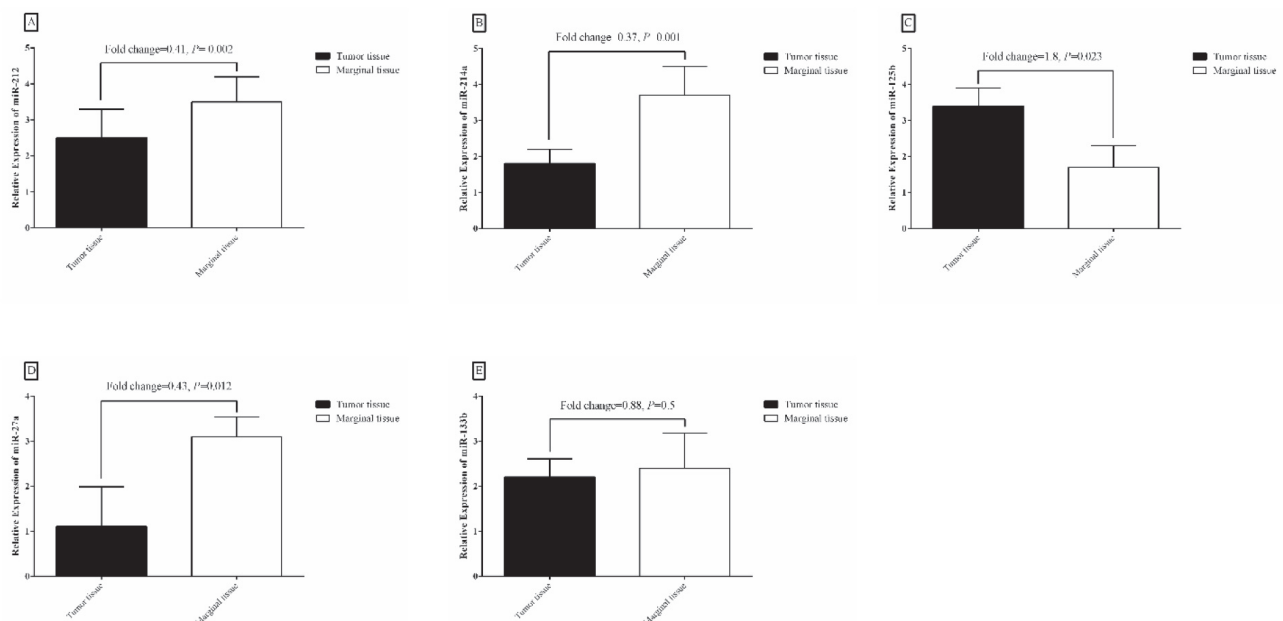 A
Fold change=0.41, P= 0.002
Relative Expression of miR-212
5
4
3
2
1
0
Tumor tissue
Marginal tissue
Tumor tissue
Marginal tissue
B
Fold change 0.37, P 0.001
Relative Expression of miR-214a
5
4
3
2
1
0
Tumor tissue
Marginal tissue
Tumor tissue
Marginal tissue
C
Fold change=1.8, P=0.023
Relative Expression of miR-125b
5
4
3
2
1
0
Tumor tissue
Marginal tissue
Tumor tissue
Marginal tissue
D
Fold change=0.43, P=0.012
Relative Expression of miR-27a
4
3
2
1
0
Tumor tissue
Marginal tissue
Tumor tissue
Marginal tissue
E
Fold change=0.88, P=0.5
Relative Expression of miR-133b
4
3
2
1
0
Tumor tissue
Marginal tissue
Tumor tissue
Marginal tissue